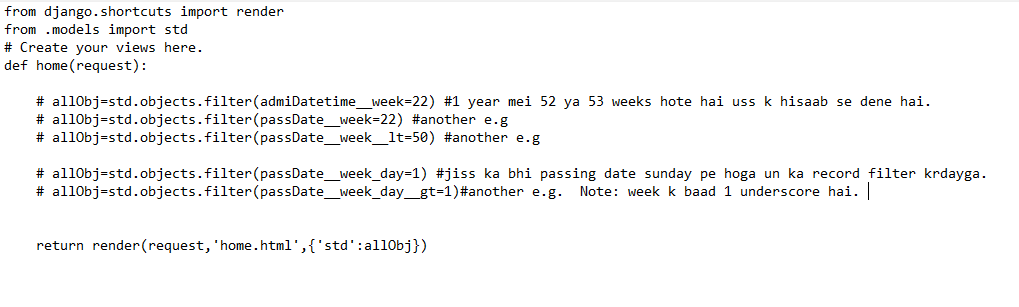 from django.shortcuts import render
from .models import std
# Create your views here.
def home(request):
# allObj=std.objects.filter(admiDatetime__week=22) #1 year mei 52 ya 53 weeks hote hai uss k hisaab se dene hai.
# allObj=std.objects.filter(passDate__week=22) #another e.g
# allObj=std.objects.filter(passDate__week__lt=50) #another e.g
# allObj=std.objects.filter(passDate__week_day=1) #jiss ka bhi passing date sunday pe hoga un ka record filter krdayga.
# allObj=std.objects.filter(passDate__week_day__gt=1)#another e.g.  Note: week k baad 1 underscore hai.
return render(request,'home.html',{'std':allObj})